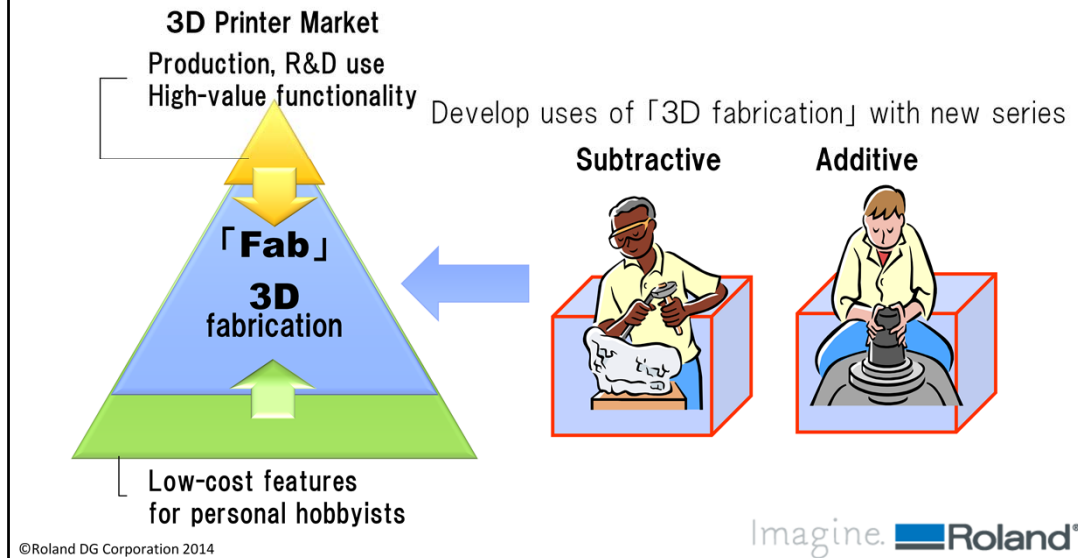 3D Printer Market
Production, R&D use
High-value functionality
Develop uses of「3D fabrication」with new series
Subtractive
Additive
「Fab」
3D
fabrication
Low-cost features
for personal hobbyists
©Roland DG Corporation 2014
Imagine. Roland®